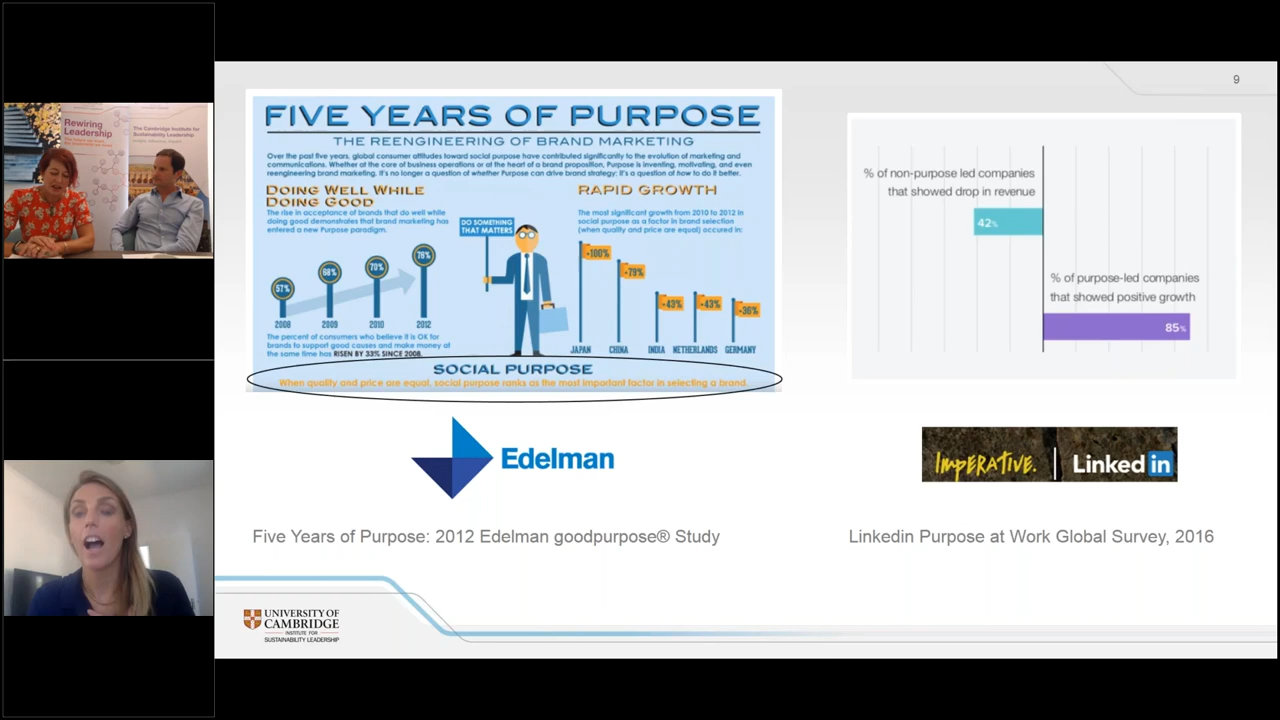 Rewiring
Leadership
The Cambridge Institute for
Sustainability Leadership
9
FIVE YEARS OF PURPOSE
THE REENGINEERING OF BRAND MARKETING
Over the past five years, global consumer attitudes toward social purpose have contributed significantly to the evolution of marketing and
communications. Whether at the core of business operations or at the heart of a brand proposition, Purpose is investing, motivating, and even
reengineering brand marketing. It's no longer a question of whether Purpose can drive brand strategy: it's a question of how to do it better.
DOING WELL WHILE
DOING GOOD
The rise in acceptance of brands that do well while
doing good demonstrates that brand marketing has
entered a new Purpose paradigm.
57%
68%
70%
76%
2008
2009
2010
2012
The percent of consumers who believe it is OK for
brands to support good causes and make money at
the same time has RISEN BY 33% SINCE 2008.
DO SOMETHING
THAT MATTERS
RAPID GROWTH
The most significant growth from 2010 to 2012 in
social purpose as a factor in brand selection
(when quality and price are equal) occured in:
+100%
+79%
+43%
+43%
+36%
JAPAN
CHINA
INDIA
NETHERLANDS
GERMANY
SOCIAL PURPOSE
When quality and price are equal, social purpose ranks as the most important factor in selecting a brand.
Edelman
Five Years of Purpose: 2012 Edelman goodpurpose® Study
% of non-purpose led companies
that showed drop in revenue
42%
% of purpose-led companies
that showed positive growth
85%
IMPERATIVE. | Linked in
Linkedin Purpose at Work Global Survey, 2016
UNIVERSITY OF
CAMBRIDGE
INSTITUTE FOR
SUSTAINABILITY LEADERSHIP